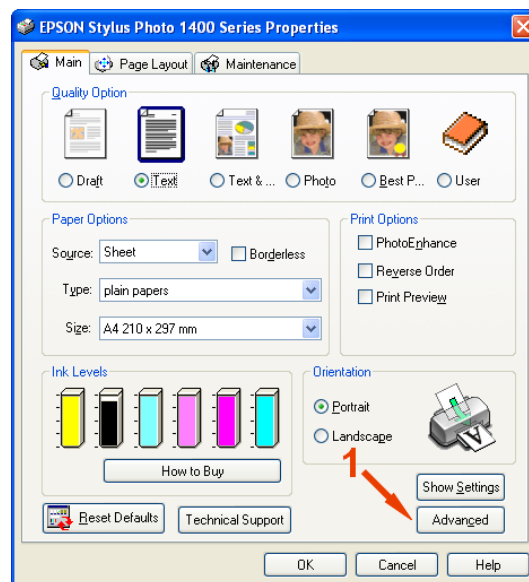 EPSON Stylus Photo 1400 Series Properties
Main Page Layout Maintenance
Quality Option
Draft Text Text & ... Photo Best P... User
Paper Options
Source: Sheet Borderless
Type: plain papers
Size: A4 210 x 297 mm
Print Options
PhotoEnhance
Reverse Order
Print Preview
Ink Levels
How to Buy
Orientation
Portrait
Landscape
A
1
Show Settings
Reset Defaults Technical Support Advanced
OK Cancel Help